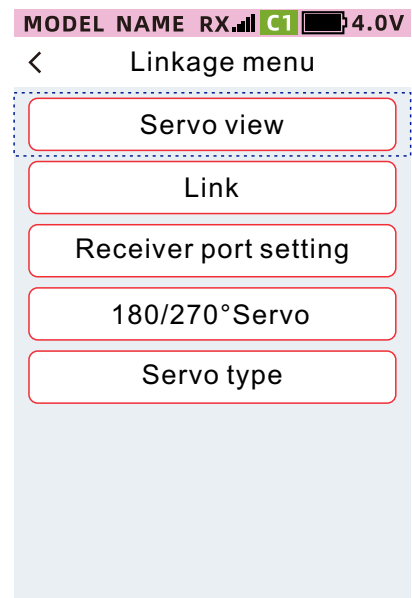 MODEL NAME RX C1 4.0V
< Linkage menu
Servo view
Link
Receiver port setting
180/270°Servo
Servo type